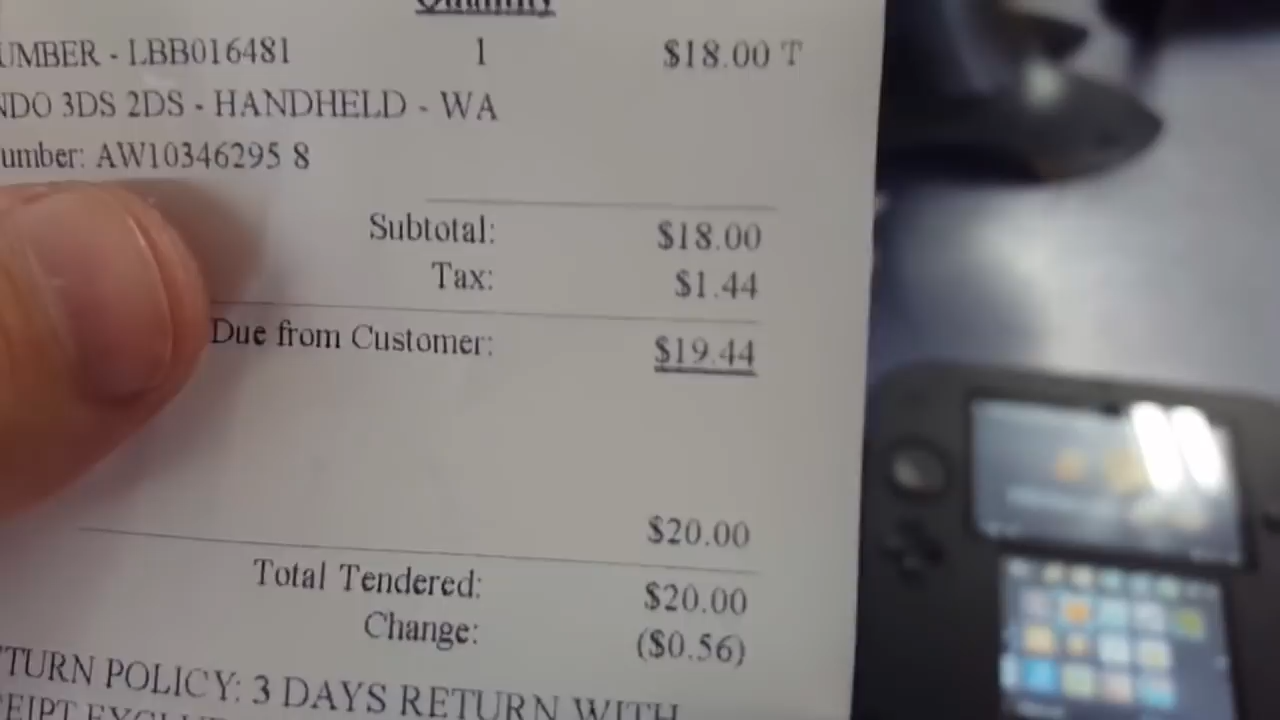 Quantity
UMBER - LBB016481 1 $18.00 T
NDO 3DS 2DS - HANDHELD - WA
umber: AW10346295 8
Subtotal: $18.00
Tax: $1.44
Due from Customer: $19.44
$20.00
Total Tendered: $20.00
Change: ($0.56)
TURN POLICY: 3 DAYS RETURN WITH